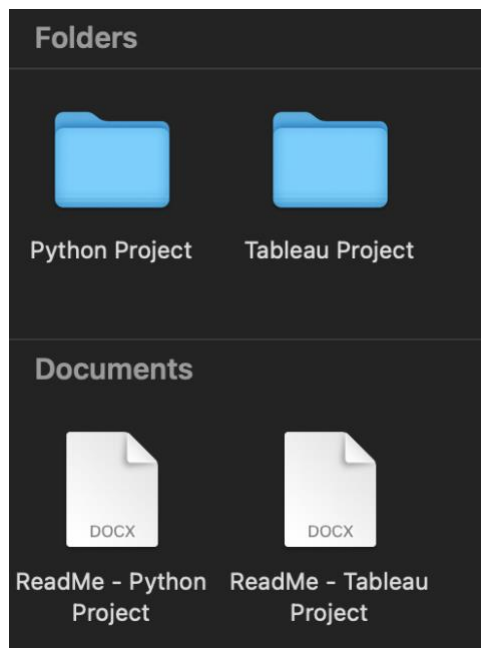 Folders
Python Project
Tableau Project
Documents
DOCX
DOCX
ReadMe - Python
Project
ReadMe - Tableau
Project